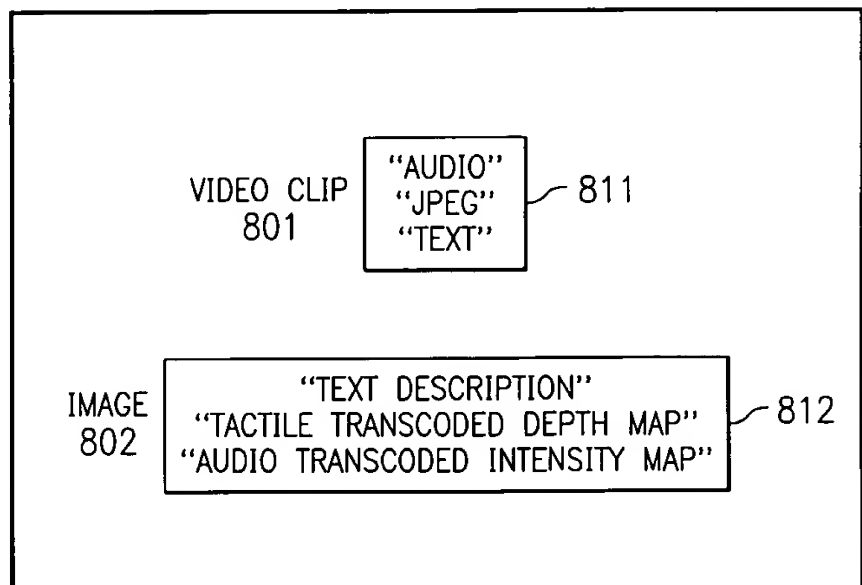 VIDEO CLIP
801
“AUDIO”
“JPEG”
“TEXT”
811
IMAGE
802
“TEXT DESCRIPTION”
“TACTILE TRANSCODED DEPTH MAP”
“AUDIO TRANSCODED INTENSITY MAP”
812